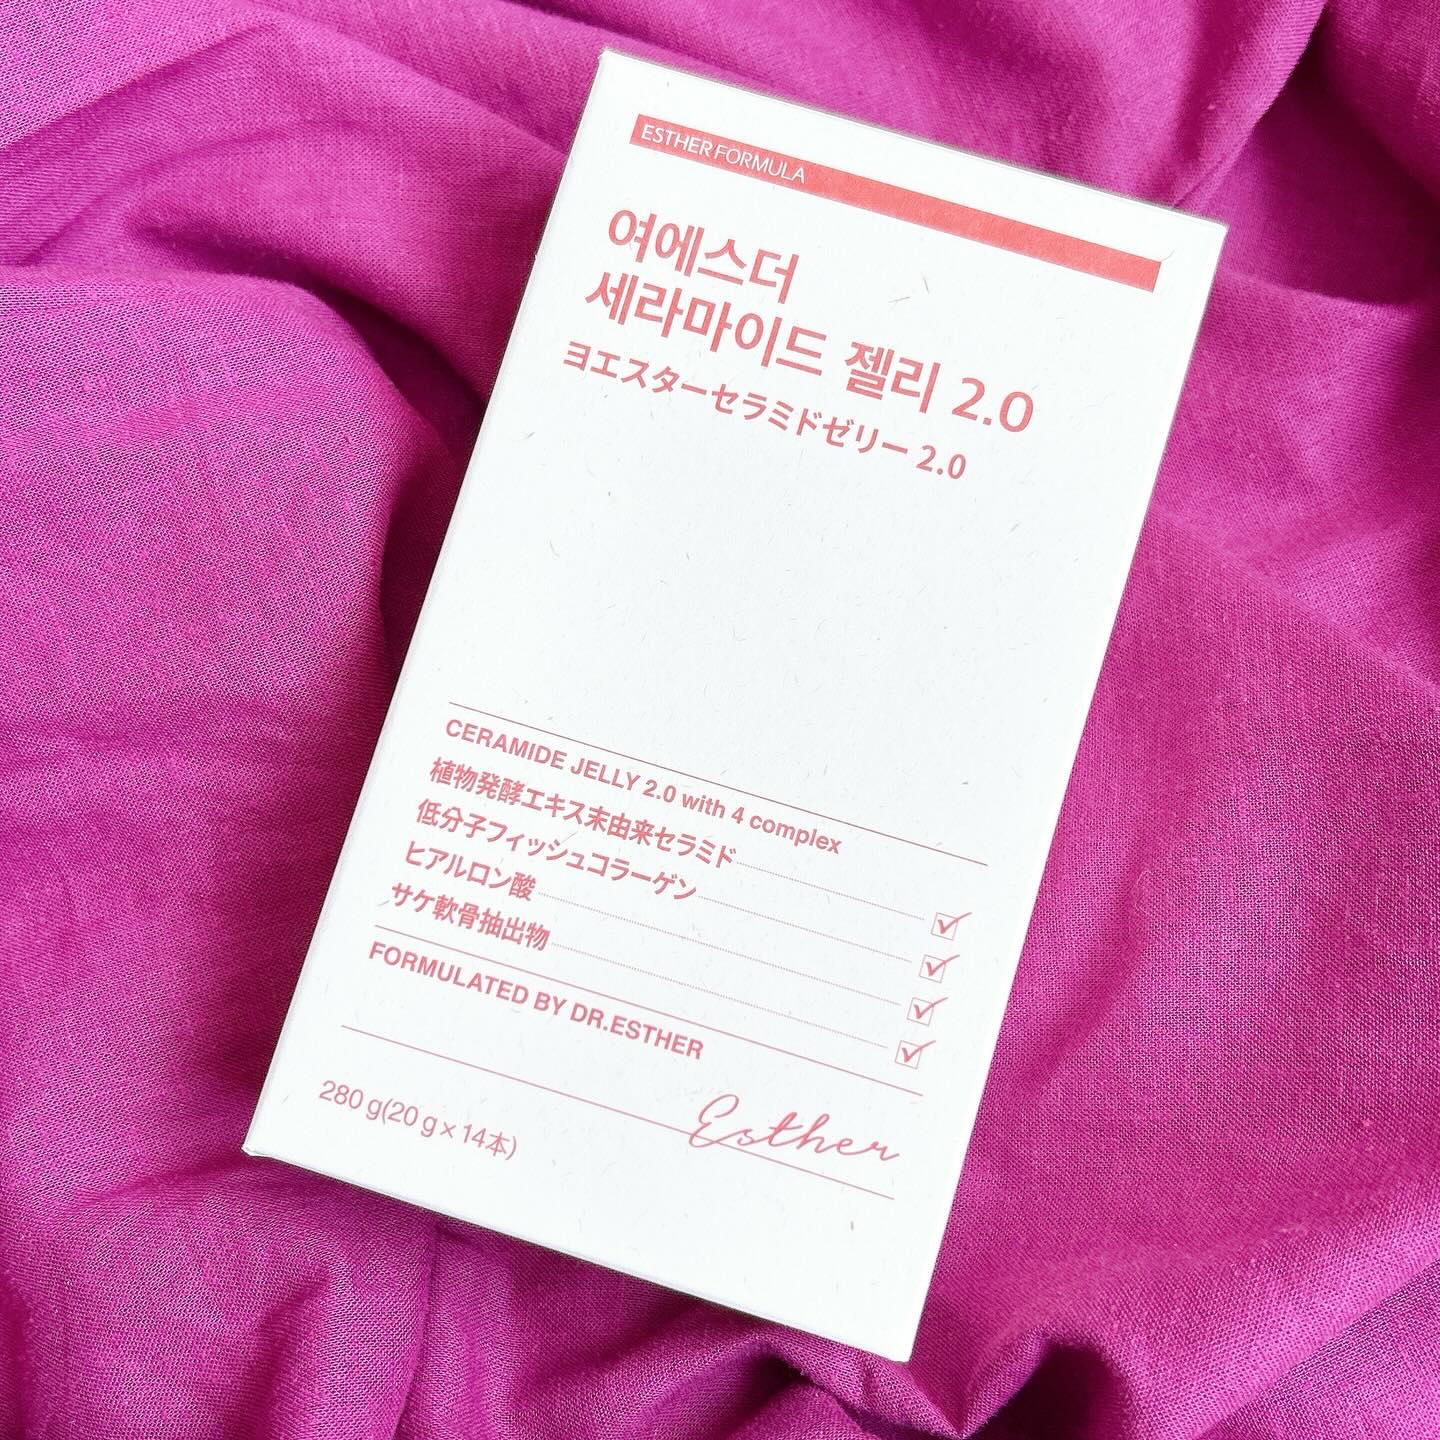 ESTHER FORMULA
여에스더
세라마이드 젤리 2.0
ヨエスターセラミドゼリー 2.0
CERAMIDE JELLY 2.0 with 4 complex
植物発酵エキス末由来セラミド
低分子フィッシュコラーゲン
ヒアルロン酸
サケ軟骨抽出物
FORMULATED BY DR.ESTHER
Esther
280 g(20 g × 14本)